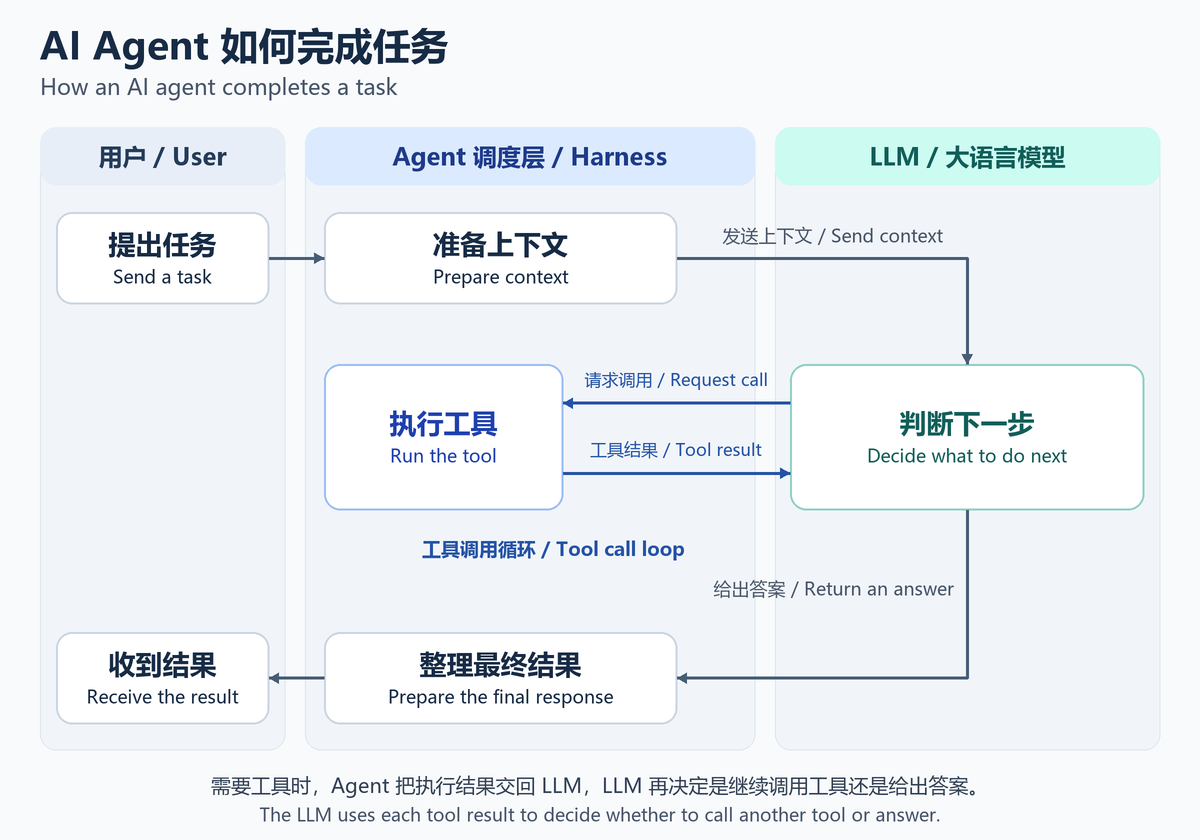 AI Agent 如何完成任务
How an AI agent completes a task
用户 / User
Agent 调度层 / Harness
LLM / 大语言模型
提出任务
Send a task
准备上下文
Prepare context
发送上下文 / Send context
执行工具
Run the tool
请求调用 / Request call
工具结果 / Tool result
判断下一步
Decide what to do next
工具调用循环 / Tool call loop
给出答案 / Return an answer
收到结果
Receive the result
整理最终结果
Prepare the final response
需要工具时，Agent 把执行结果交回 LLM，LLM 再决定是继续调用工具还是给出答案。
The LLM uses each tool result to decide whether to call another tool or answer.